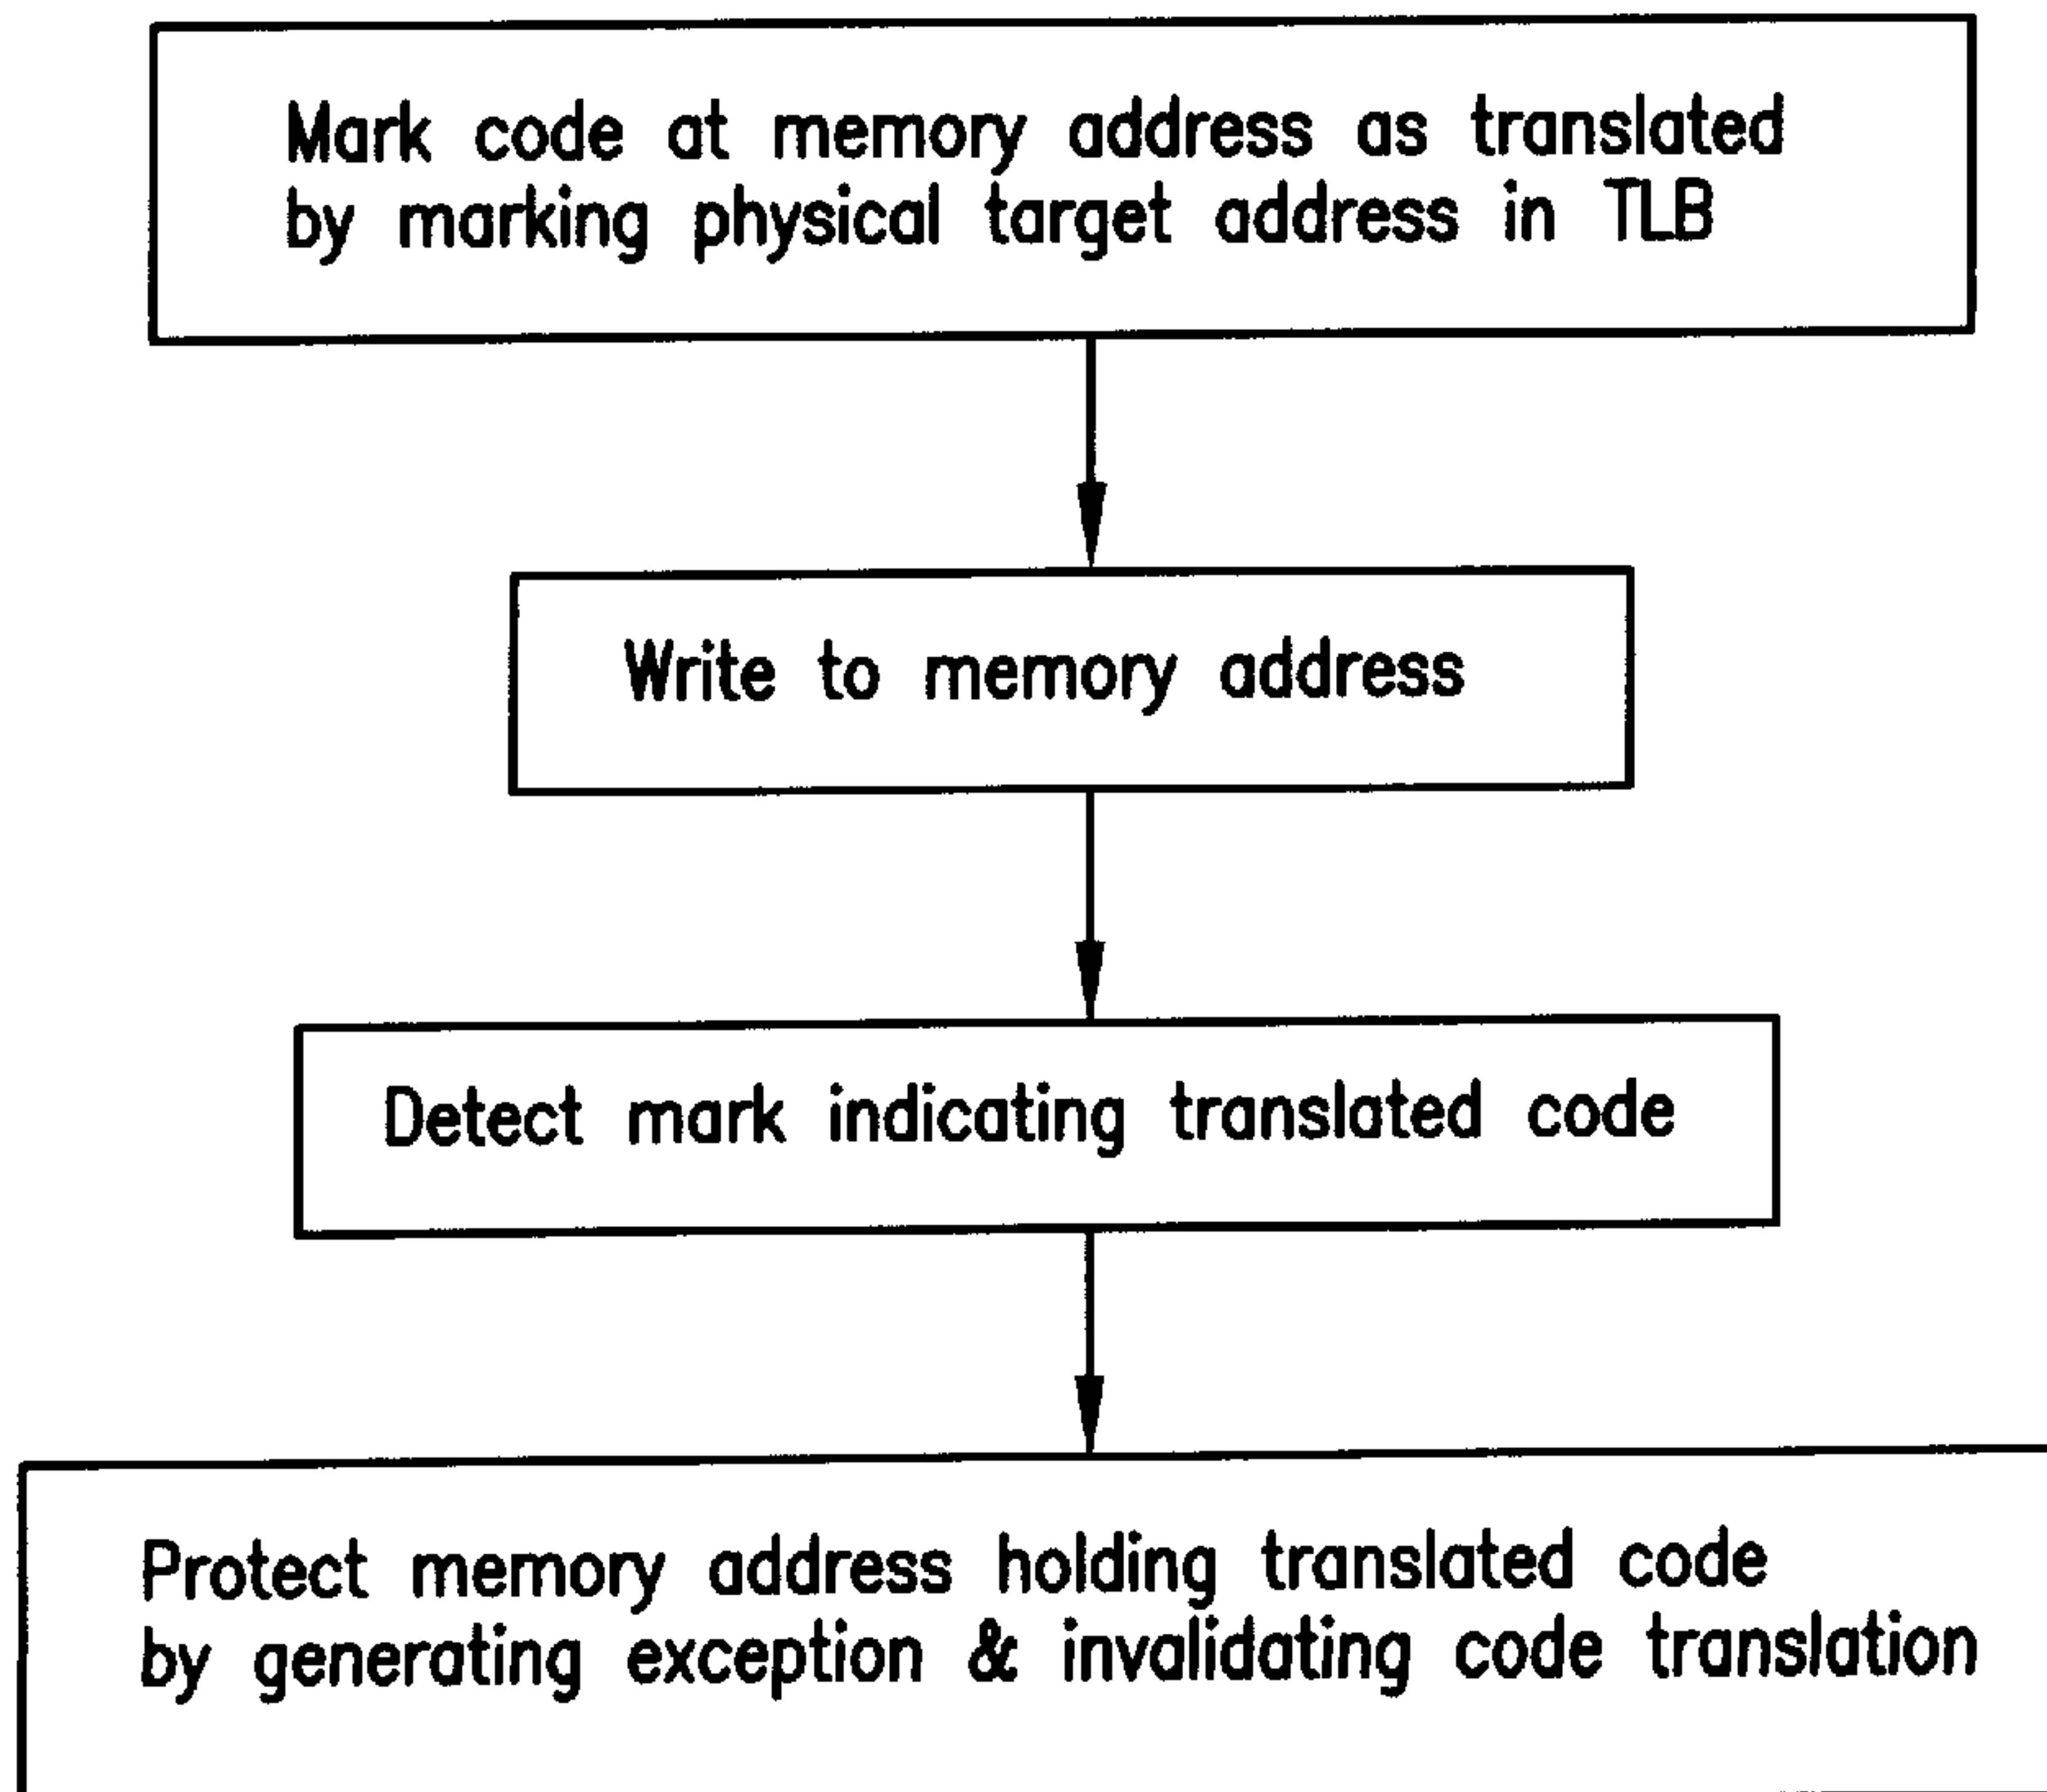 Mark code at memory address as translated
by marking physical target address in TLB
Write to memory address
Detect mark indicating translated code
Protect memory address holding translated code
by generating exception & invalidating code translation